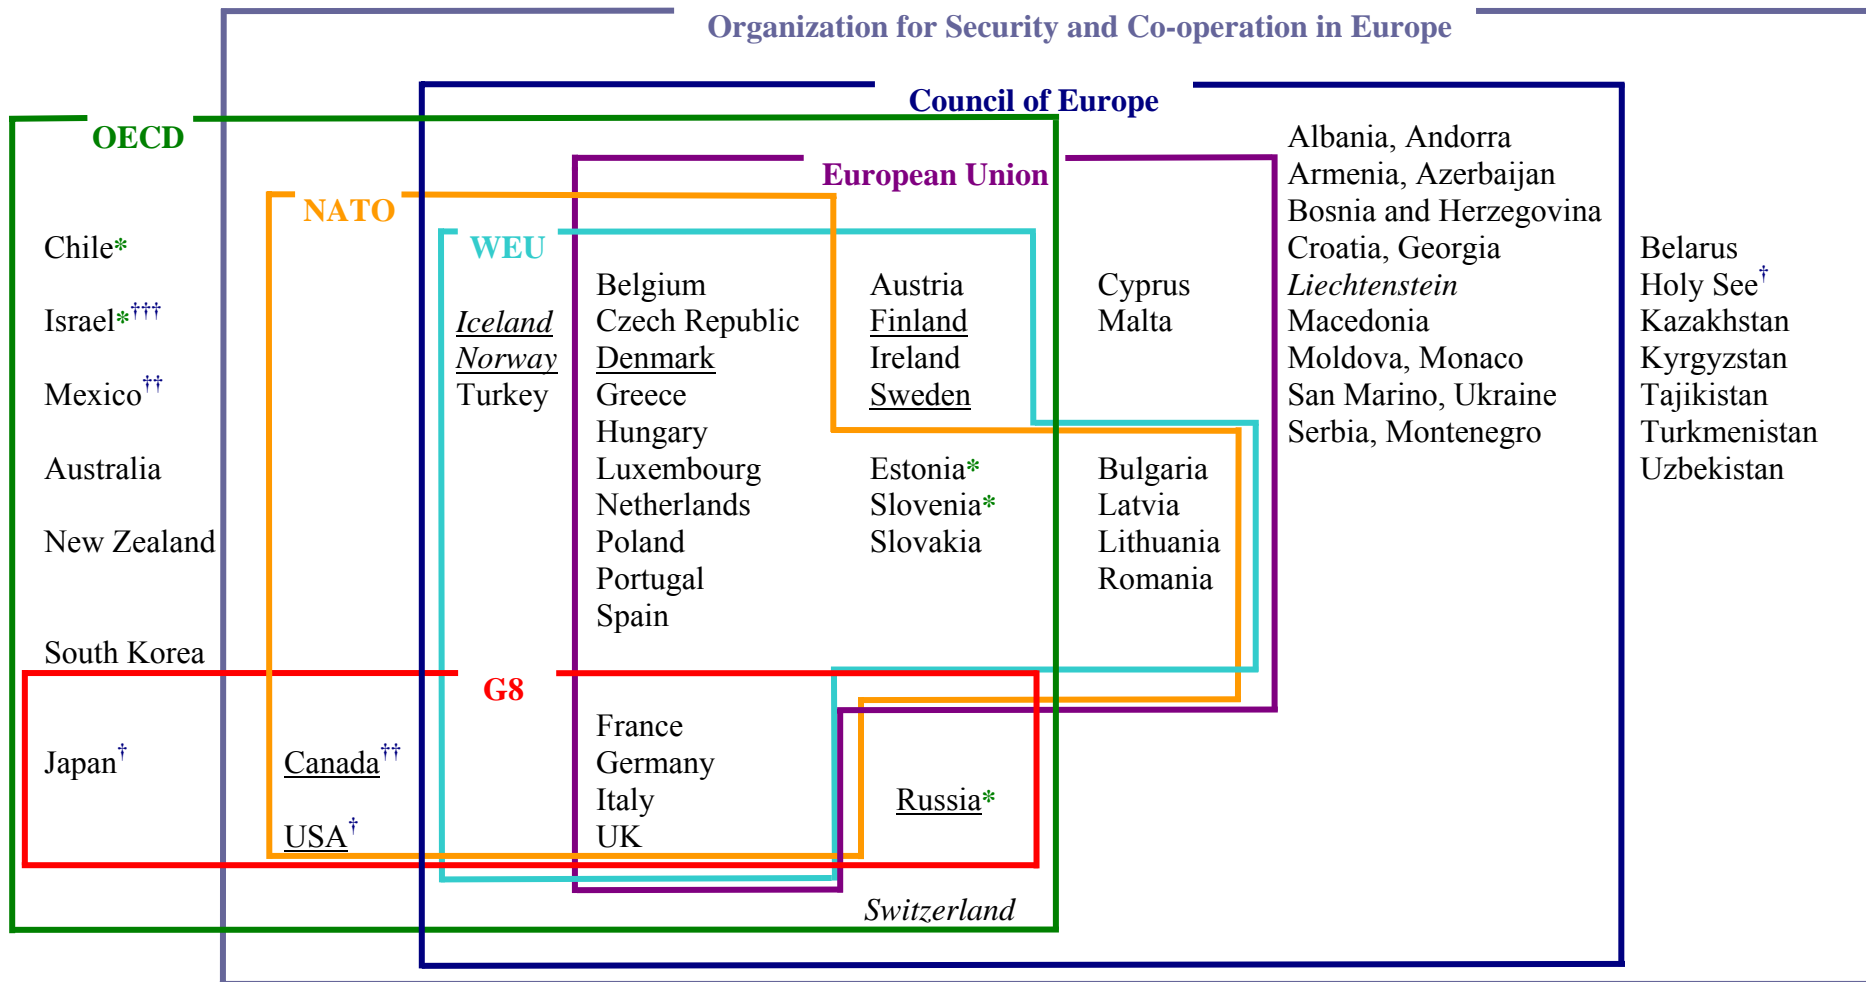 Organization for Security and Co-operation in Europe
Council of Europe
OECD
European Union
NATO
WEU
Chile*
Israel*†††
Mexico††
Australia
New Zealand
South Korea
Iceland
Norway
Turkey
Belgium
Czech Republic
Denmark
Greece
Hungary
Luxembourg
Netherlands
Poland
Portugal
Spain
Austria
Finland
Ireland
Sweden
Estonia*
Slovenia*
Slovakia
Cyprus
Malta
Bulgaria
Latvia
Lithuania
Romania
Albania, Andorra
Armenia, Azerbaijan
Bosnia and Herzegovina
Croatia, Georgia
Liechtenstein
Macedonia
Moldova, Monaco
San Marino, Ukraine
Serbia, Montenegro
Belarus
Holy See†
Kazakhstan
Kyrgyzstan
Tajikistan
Turkmenistan
Uzbekistan
G8
Japan†
Canada††
USA†
France
Germany
Italy
UK
Russia*
Switzerland